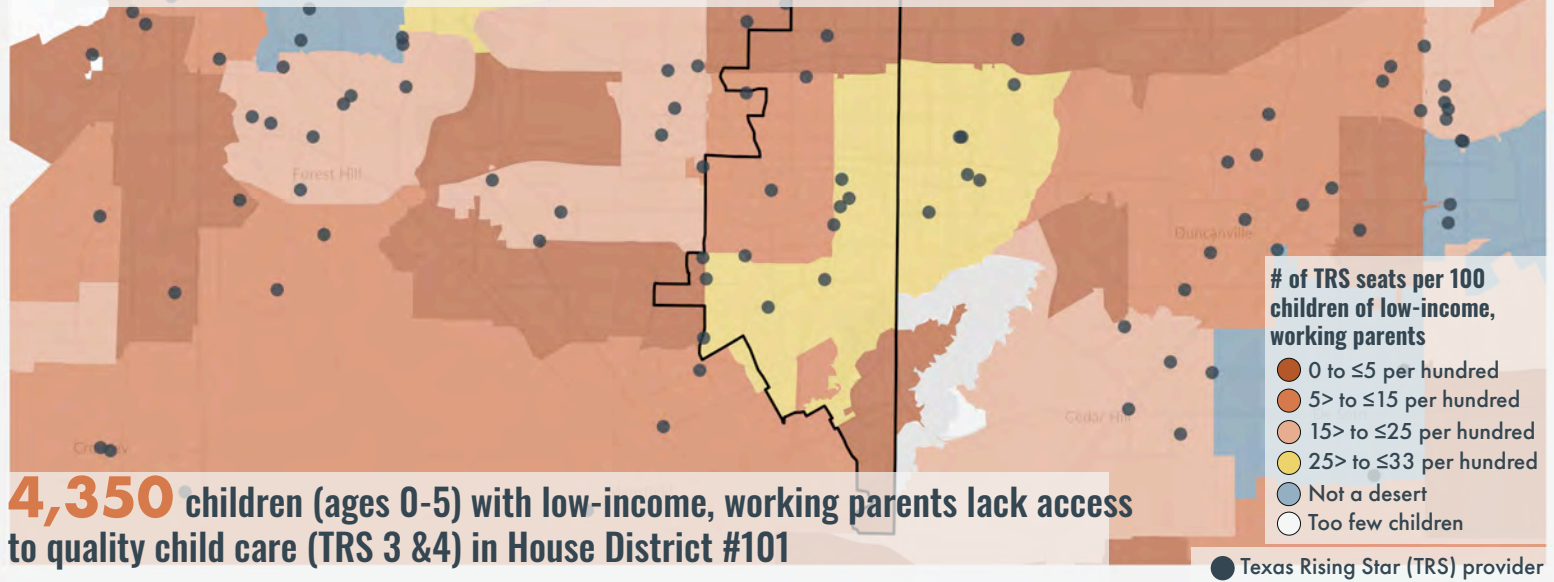 Forest Hill
Duncanville
# of TRS seats per 100
children of low-income,
working parents
0 to ≤5 per hundred
5> to ≤15 per hundred
15> to ≤25 per hundred
25> to ≤33 per hundred
Not a desert
Too few children
Cedar Hill
4,350 children (ages 0-5) with low-income, working parents lack access
to quality child care (TRS 3 &4) in House District #101
Texas Rising Star (TRS) provider